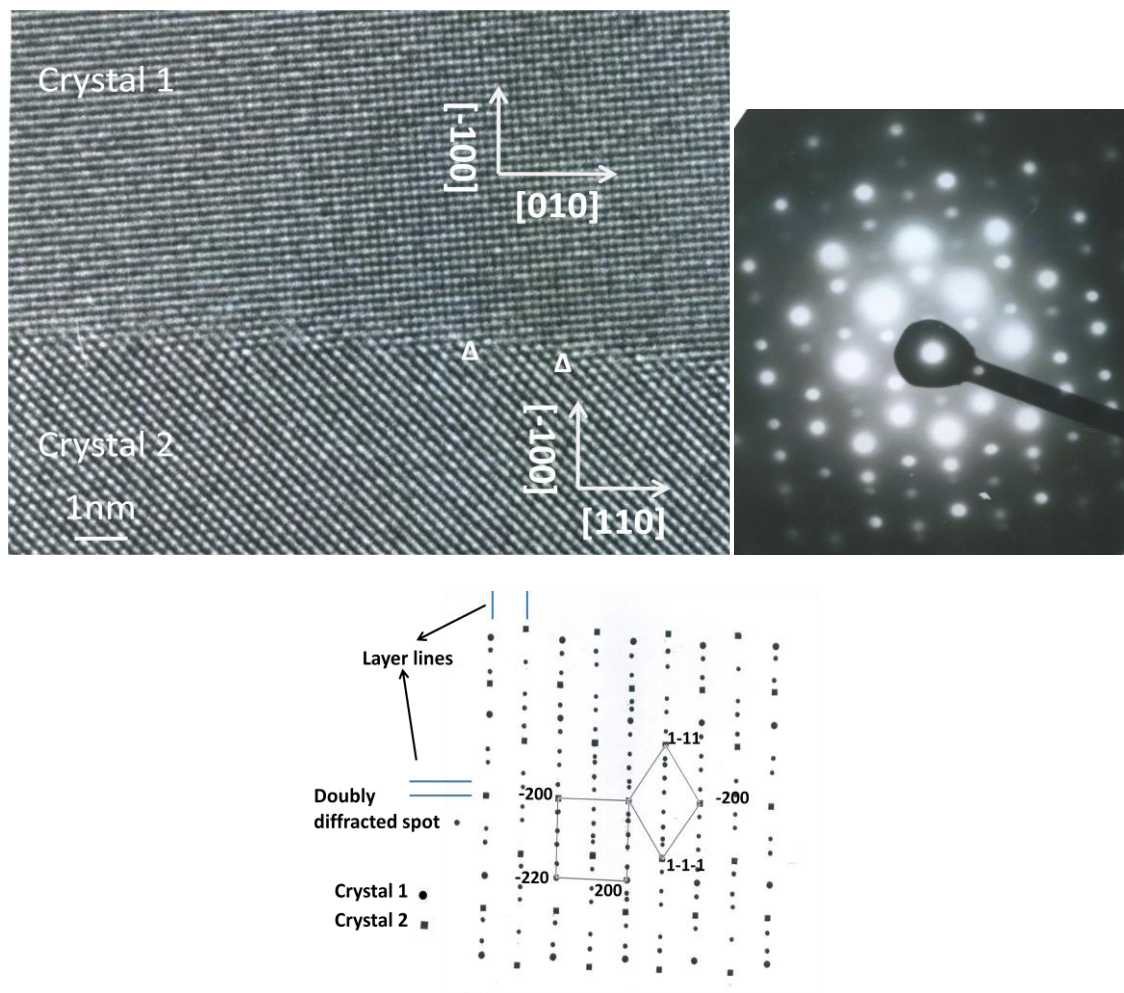 Crystal 1
[-100]
[010]
Δ Δ
Crystal 2
[-100]
[110]
1nm
Layer lines
1-11
Doubly
diffracted spot
-200
-200
1-1-1
-220
200
Crystal 1
Crystal 2